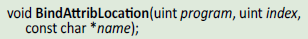 void BindAttribLocation(uint program, uint index,
const char *name);